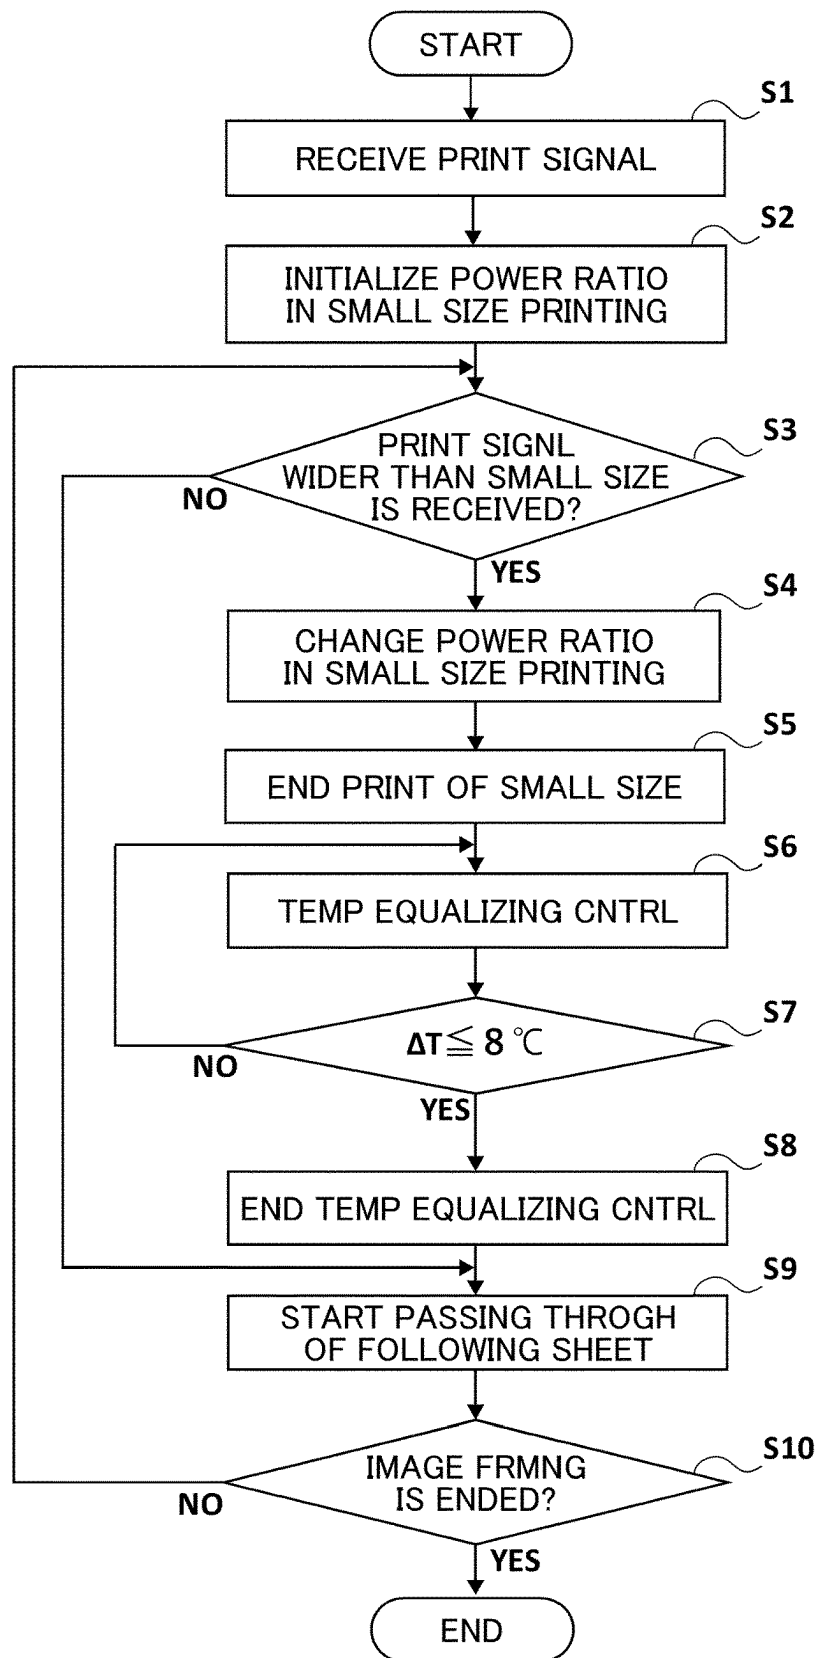 START
S1
RECEIVE PRINT SIGNAL
S2
INITIALIZE POWER RATIO
IN SMALL SIZE PRINTING
S3
PRINT SIGNL
WIDER THAN SMALL SIZE
IS RECEIVED?
NO
YES
S4
CHANGE POWER RATIO
IN SMALL SIZE PRINTING
S5
END PRINT OF SMALL SIZE
S6
TEMP EQUALIZING CNTRL
S7
ΔT≦ 8 ℃
NO
YES
S8
END TEMP EQUALIZING CNTRL
S9
START PASSING THROGH
OF FOLLOWING SHEET
S10
IMAGE FRMNG
IS ENDED?
NO
YES
END